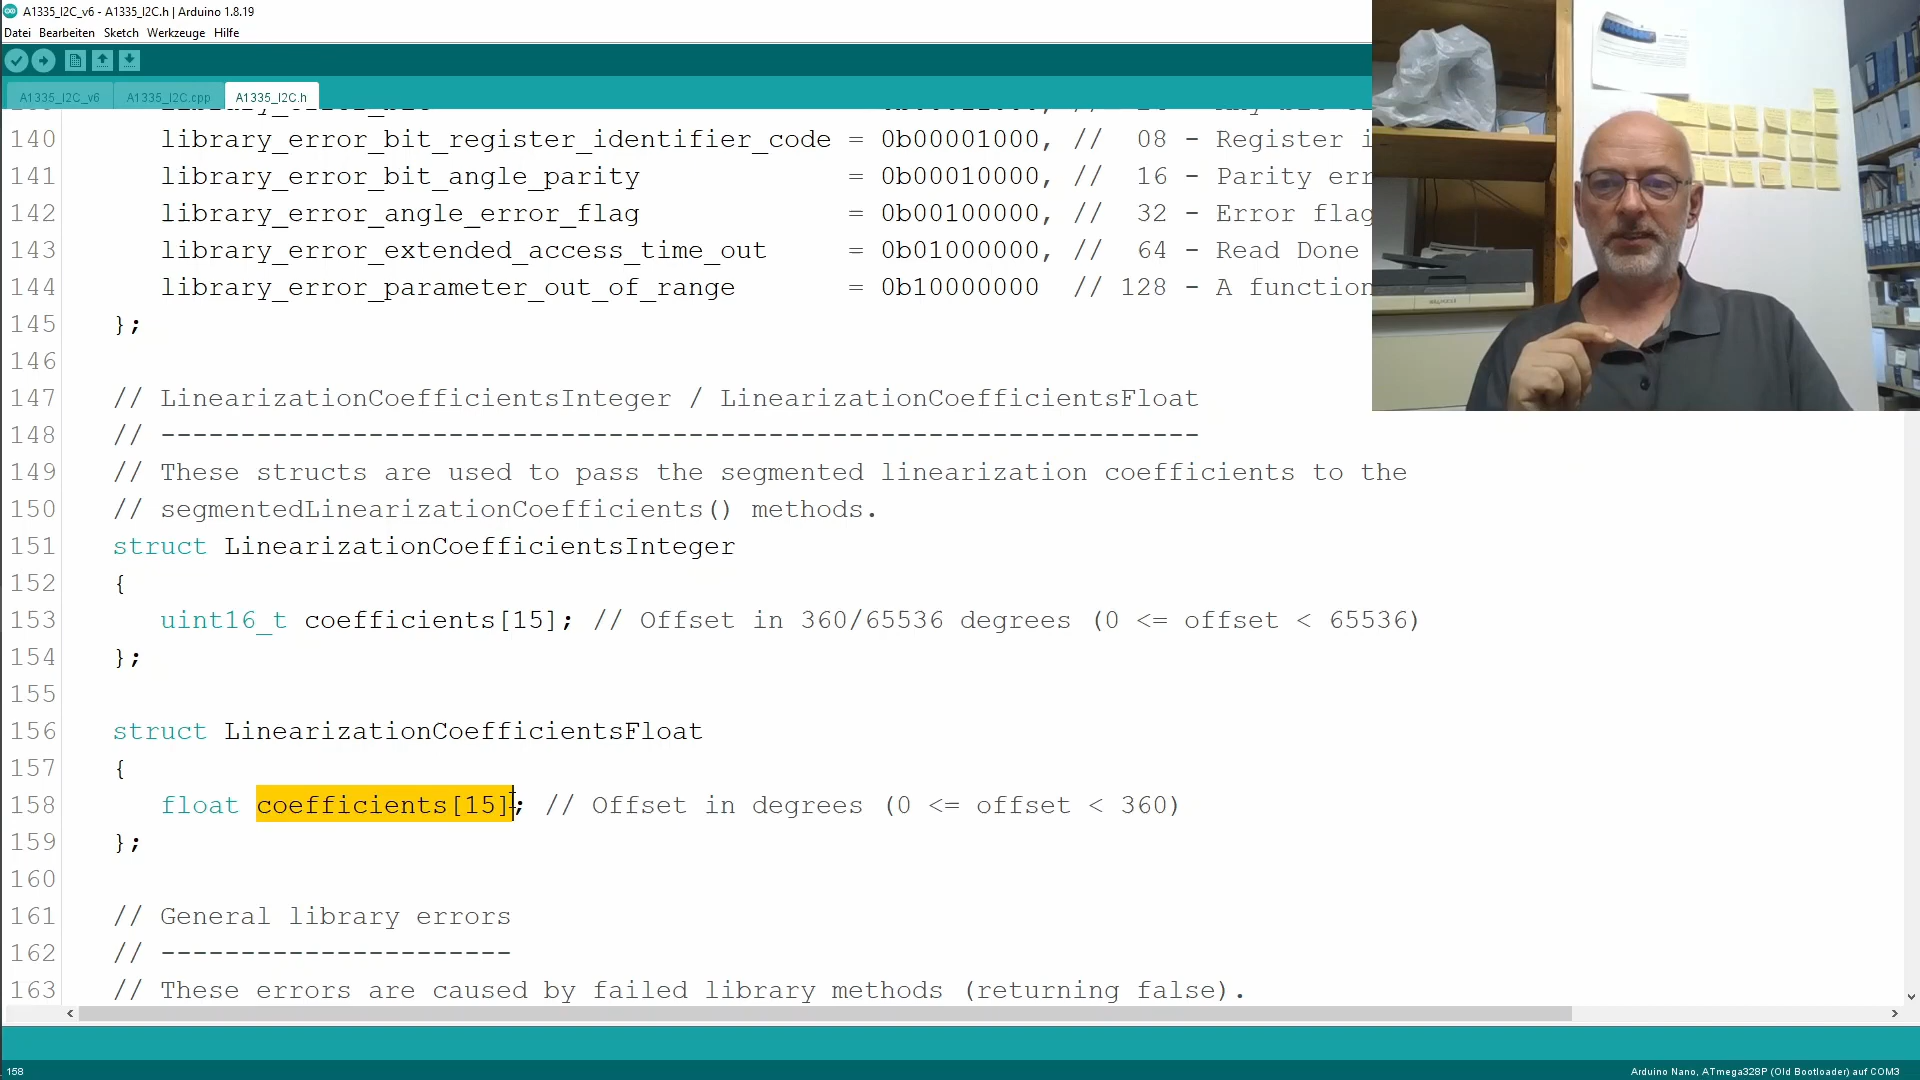 A1335_I2C_v6 - A1335_I2C.h | Arduino 1.8.19
Datei Bearbeiten Sketch Werkzeuge Hilfe
A1335_I2C_v6 A1335_I2C.cpp A1335_I2C.h
140 library_error_bit_register_identifier_code = 0b00001000, // 08 - Register i
141 library_error_bit_angle_parity = 0b00010000, // 16 - Parity err
142 library_error_angle_error_flag = 0b00100000, // 32 - Error flag
143 library_error_extended_access_time_out = 0b01000000, // 64 - Read Done
144 library_error_parameter_out_of_range = 0b10000000 // 128 - A function
145 };
146
147 // LinearizationCoefficientsInteger / LinearizationCoefficientsFloat
148 // -----------------------------------------------------------------
149 // These structs are used to pass the segmented linearization coefficients to the
150 // segmentedLinearizationCoefficients() methods.
151 struct LinearizationCoefficientsInteger
152 {
153 uint16_t coefficients[15]; // Offset in 360/65536 degrees (0 <= offset < 65536)
154 };
155
156 struct LinearizationCoefficientsFloat
157 {
158 float coefficients[15]; // Offset in degrees (0 <= offset < 360)
159 };
160
161 // General library errors
162 // ----------------------
163 // These errors are caused by failed library methods (returning false).
158
Arduino Nano, ATmega328P (Old Bootloader) auf COM3